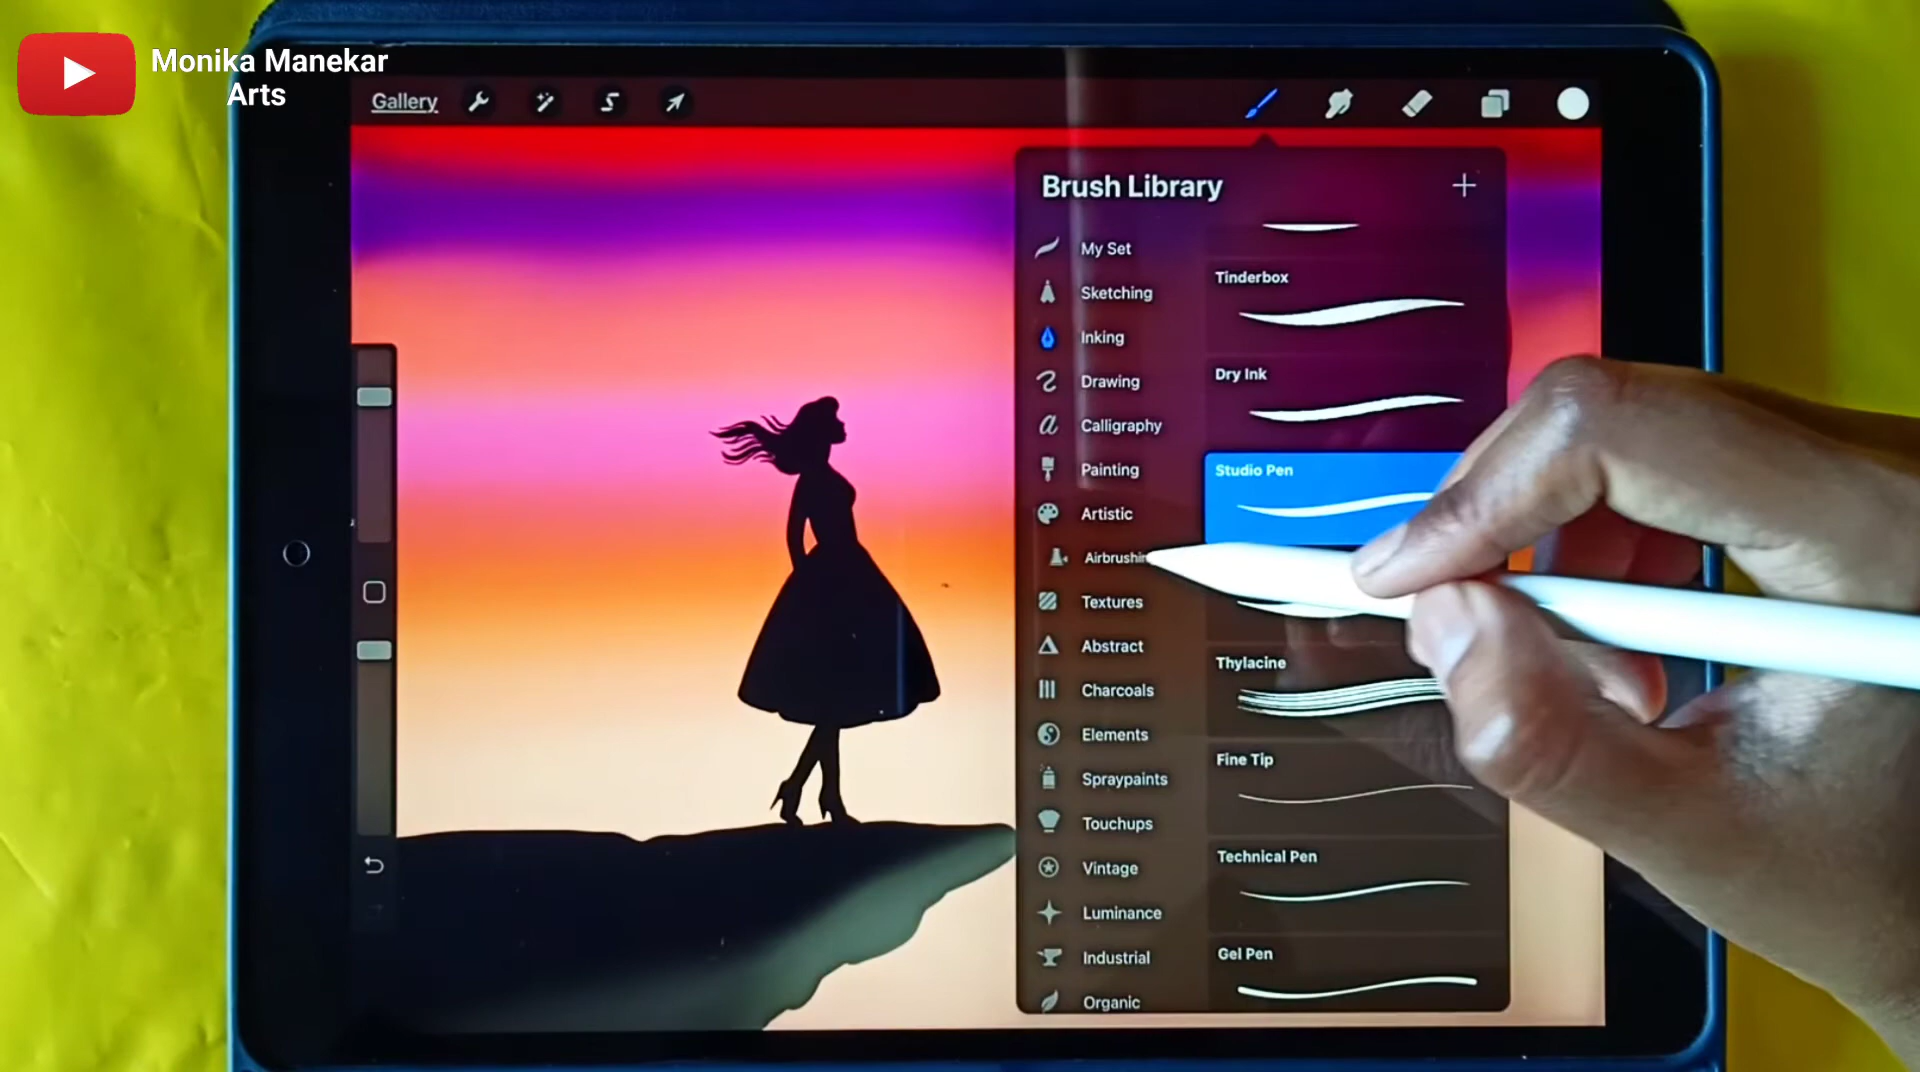 Monika Manekar
Arts
Gallery
Brush Library
My Set
Sketching
Inking
Drawing
Calligraphy
Painting
Artistic
Airbrushin
Textures
Abstract
Charcoals
Elements
Spraypaints
Touchups
Vintage
Luminance
Industrial
Organic
Tinderbox
Dry Ink
Studio Pen
Thylacine
Fine Tip
Technical Pen
Gel Pen